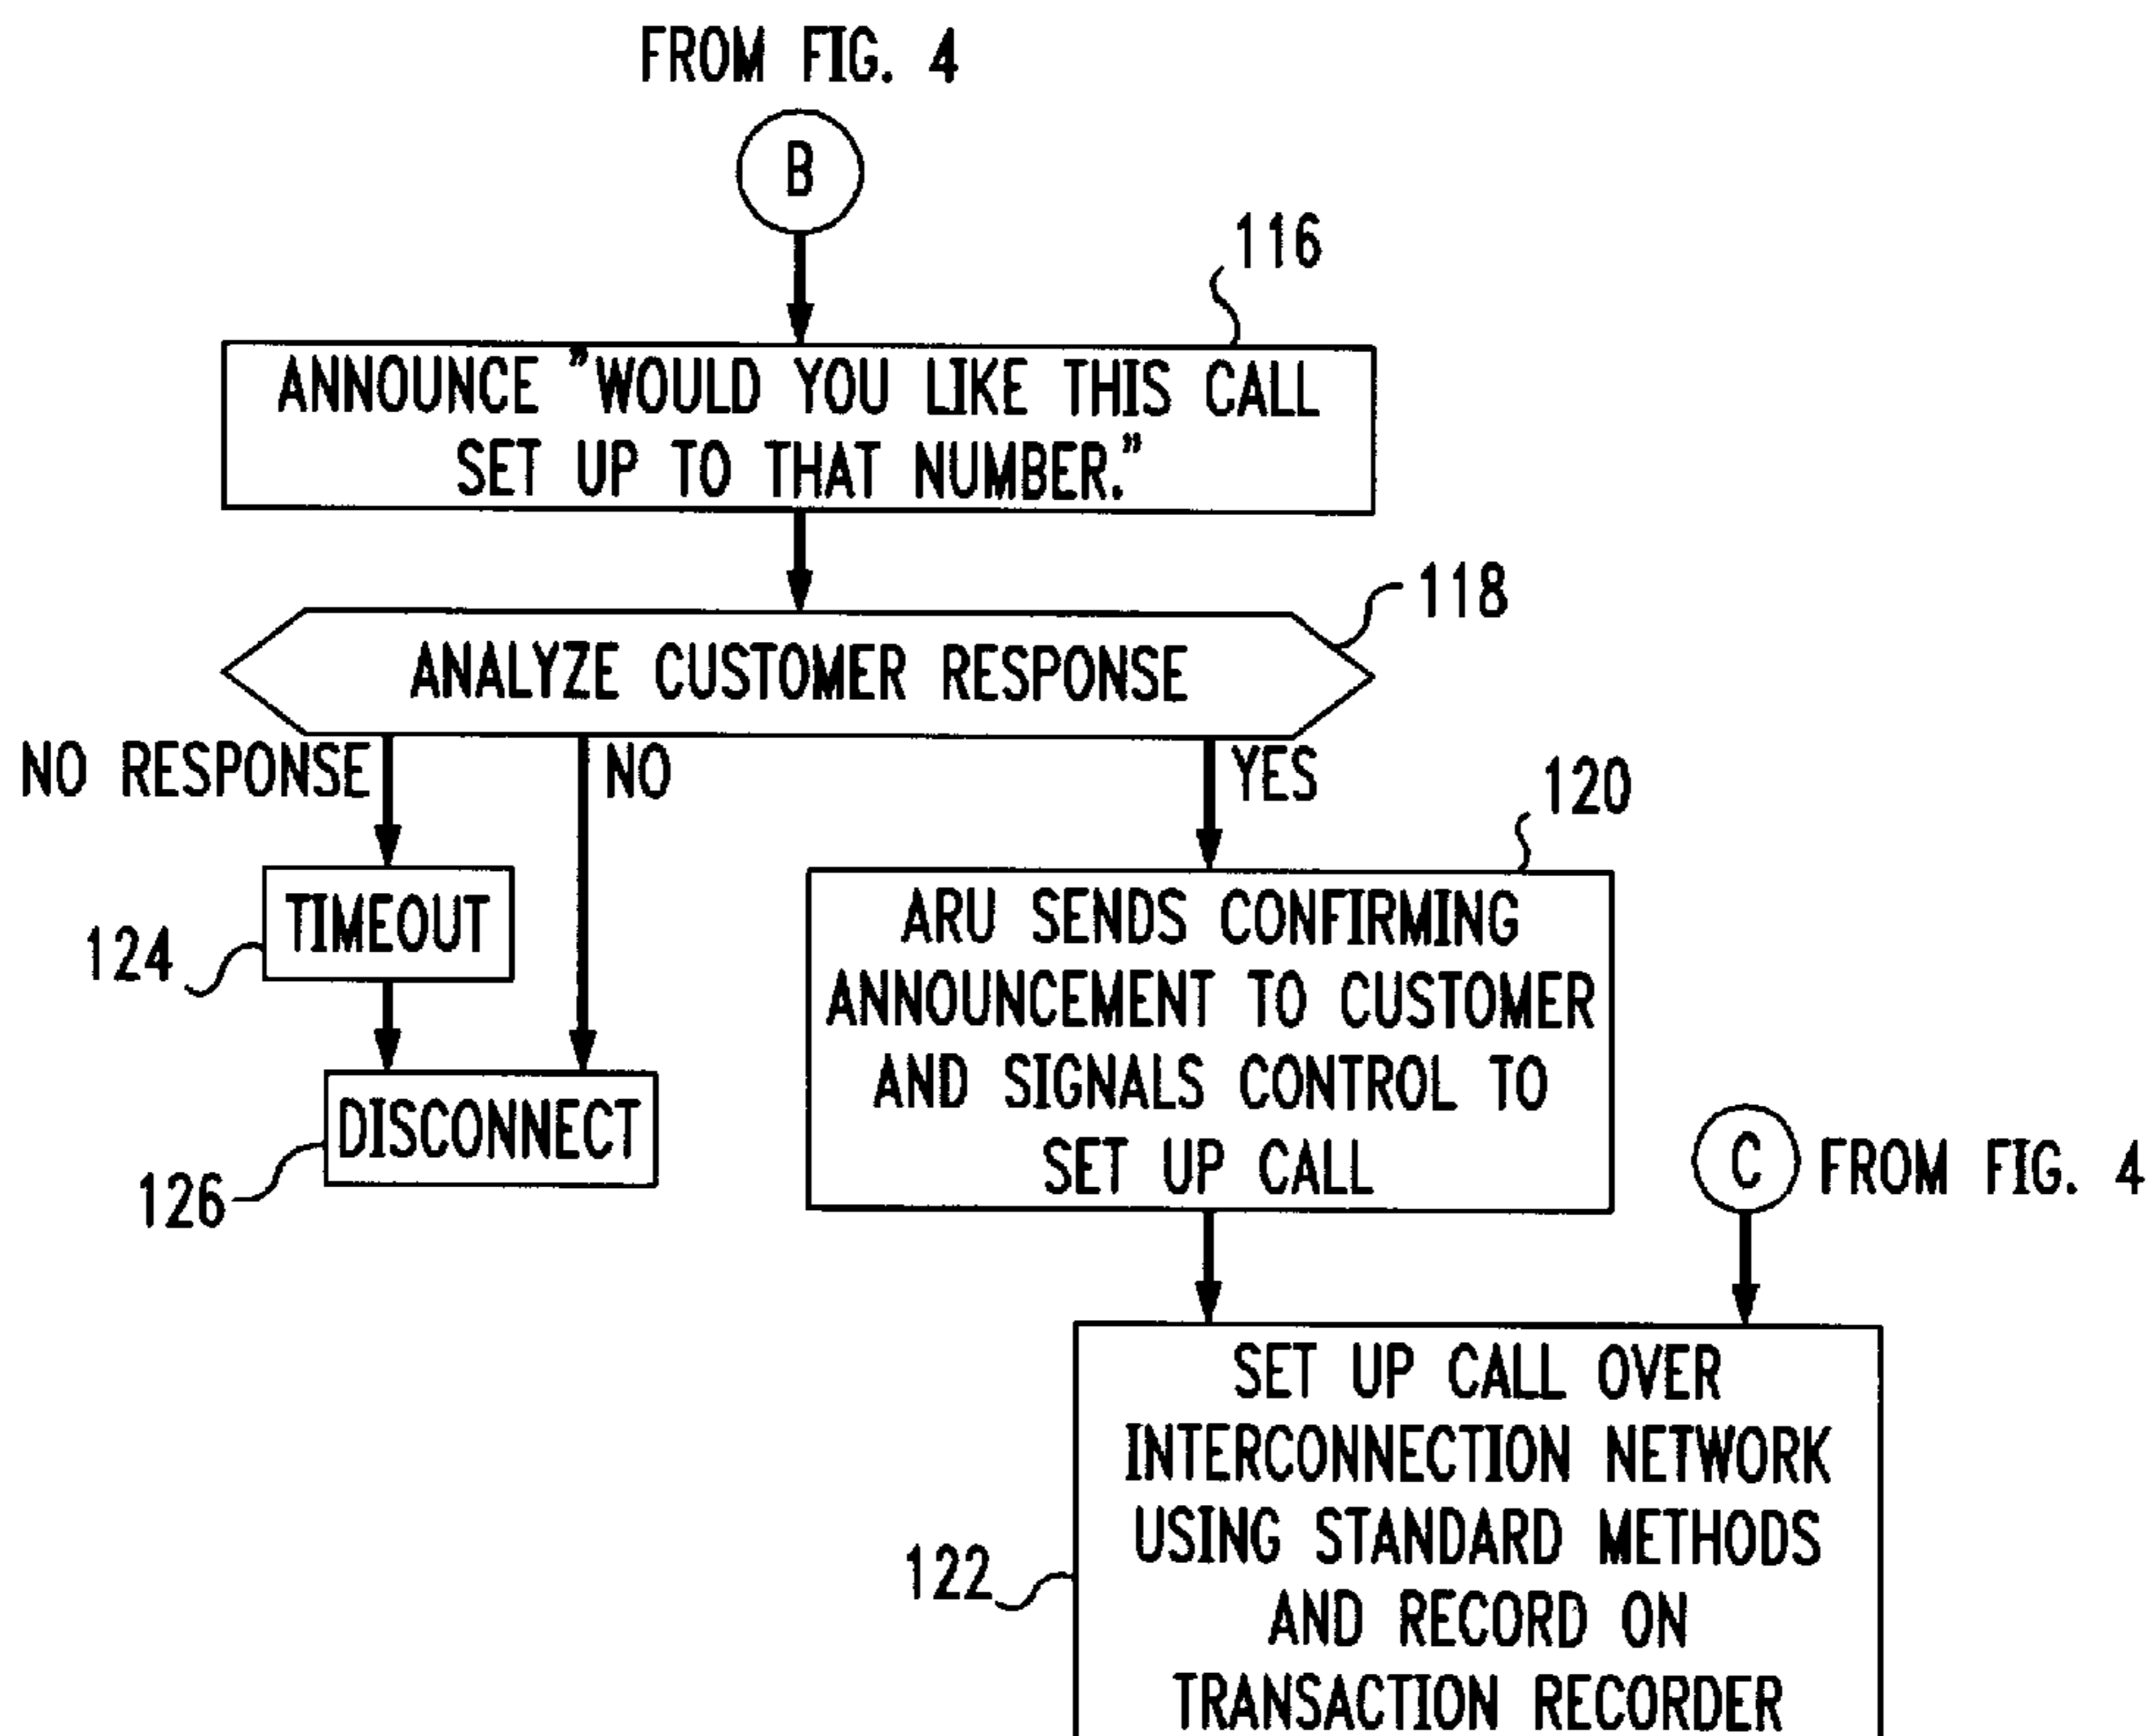 FROM FIG. 4
B
116
ANNOUNCE "WOULD YOU LIKE THIS CALL
SET UP TO THAT NUMBER."
118
ANALYZE CUSTOMER RESPONSE
NO RESPONSE
NO
YES
120
TIMEOUT
124
ARU SENDS CONFIRMING
ANNOUNCEMENT TO CUSTOMER
AND SIGNALS CONTROL TO
SET UP CALL
DISCONNECT
126
C FROM FIG. 4
SET UP CALL OVER
INTERCONNECTION NETWORK
USING STANDARD METHODS
AND RECORD ON
TRANSACTION RECORDER
122